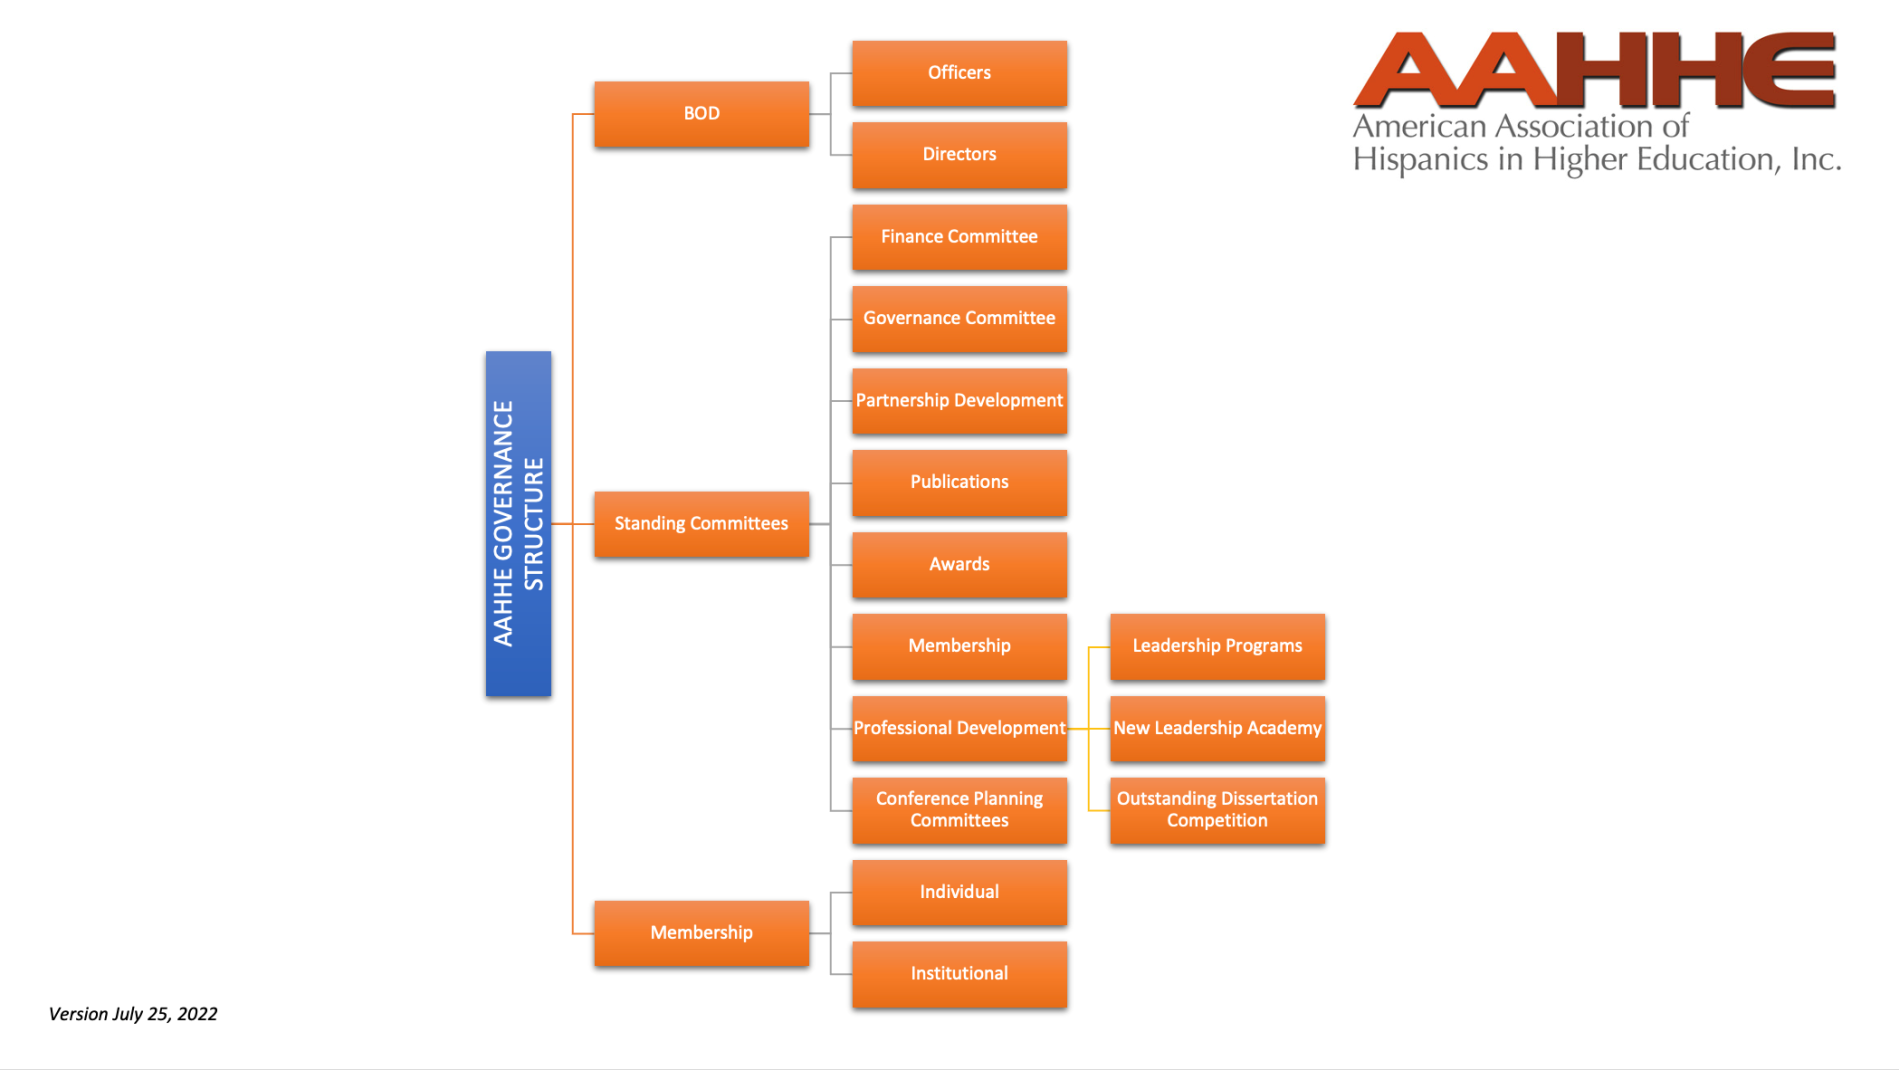 AAHHE
American Association of
Hispanics in Higher Education, Inc.
AAHHE GOVERNANCE
STRUCTURE
BOD
Officers
Directors
Standing Committees
Finance Committee
Governance Committee
Partnership Development
Publications
Awards
Membership
Professional Development
Leadership Programs
New Leadership Academy
Outstanding Dissertation
Competition
Conference Planning
Committees
Membership
Individual
Institutional
Version July 25, 2022